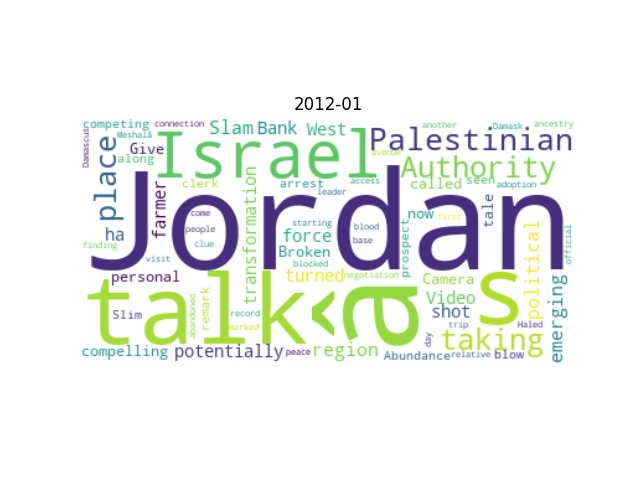 2012-01
competing
connection
Slam
Bank
West
another
Damask
ancestry
Damascus
Meshalâ
Give
along
Israel
avenue
Palestinian
Authority
place
farmer
clerk
transformation
arrest
leader
access
called
seen
adoption
ha
Jordan
come
people
clue
starting
force
Broken
blocked
blood
base
prospect
now
first
tale
political
official
finding
visit
personal
turned
negotiation
Camera
Video
emerging
talk
â
s
Slim
abandoned
remark
record
marked
shot
trip
Haled
taking
compelling
potentially
peace
region
Abundance
day
relative
blow